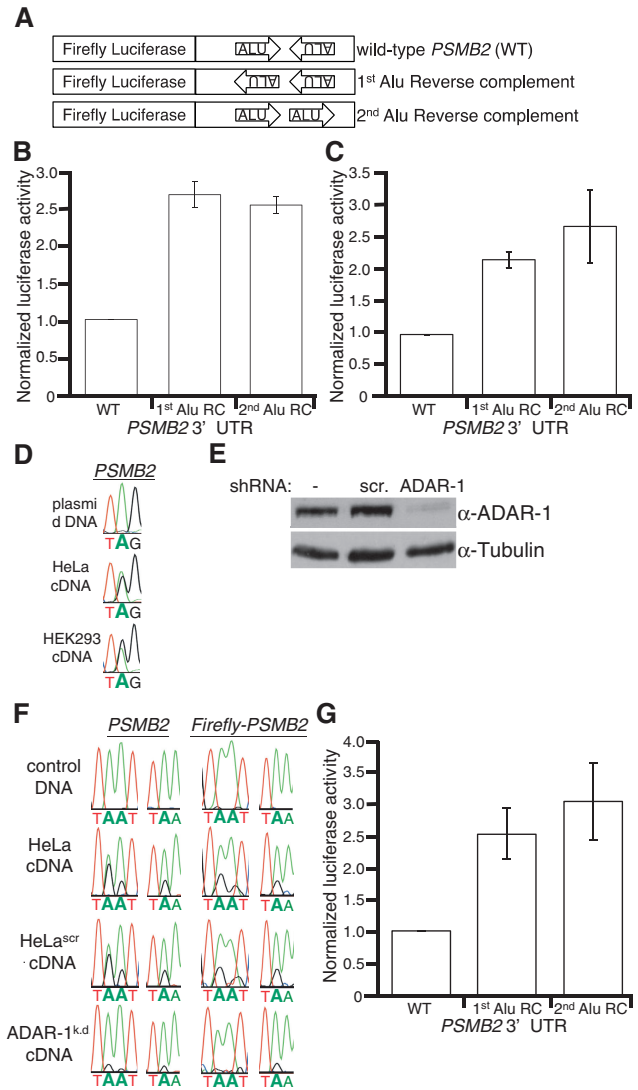 A
Firefly Luciferase ALU ALU wild-type PSMB2 (WT)
Firefly Luciferase ALU ALU 1st Alu Reverse complement
Firefly Luciferase ALU ALU 2nd Alu Reverse complement
B
Normalized luciferase activity
3.0
2.5
2.0
1.5
1.0
0.5
0
WT 1st Alu RC 2nd Alu RC
PSMB2 3' UTR
C
Normalized luciferase activity
3.5
3.0
2.5
2.0
1.5
1.0
0.5
0
WT 1st Alu RC 2nd Alu RC
PSMB2 3' UTR
D
PSMB2
plasmi
d DNA
TAG
HeLa
cDNA
TAG
HEK293
cDNA
TAG
E
shRNA: - scr. ADAR-1
α-ADAR-1
α-Tubulin
F
PSMB2 Firefly-PSMB2
control
DNA
TAAT TAA TAAT TAA
HeLa
cDNA
TAAT TAA TAAT TAA
HeLascr
cDNA
TAAT TAA TAAT TAA
ADAR-1k.d
cDNA
TAAT TAA TAAT TAA
G
Normalized luciferase activity
4.0
3.5
3.0
2.5
2.0
1.5
1.0
0.5
0
WT 1st Alu RC 2nd Alu RC
PSMB2 3' UTR